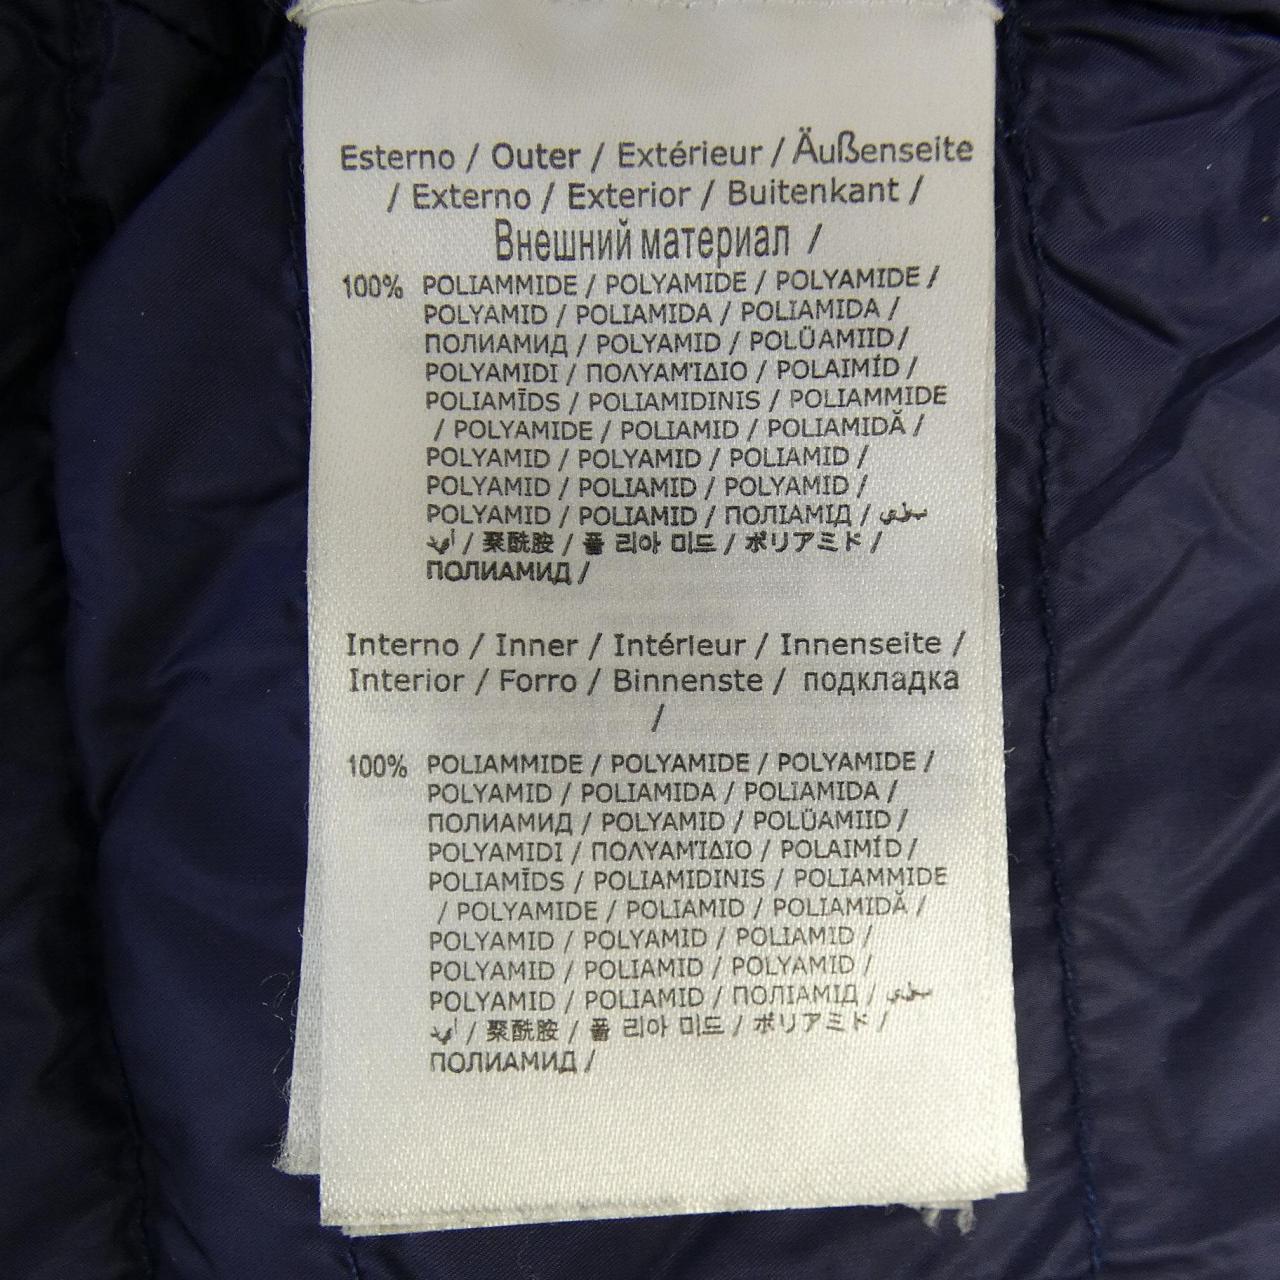 Esterno / Outer / Extérieur / Äußenseite
/ Externo / Exterior / Buitenkant /
Внешний материал /
100% POLIAMMIDE / POLYAMIDE / POLYAMIDE /
POLYAMID / POLIAMIDA / POLIAMIDA /
ПОЛИАМИД / POLYAMID / POLÜAMIID /
POLYAMIDI / ΠΟΛΥΑΜΊΔΙΟ / POLAIMÍD /
POLIAMĪDS / POLIAMIDINIS / POLIAMMIDE
/ POLYAMIDE / POLIAMID / POLIAMIDĂ /
POLYAMID / POLYAMID / POLIAMID /
POLYAMID / POLIAMID / POLYAMID /
POLYAMID / POLIAMID / ПОЛІАМІД /
/ 聚酰胺 / 폴 리아 미드 / ポリアミド /
ПОЛИАМИД /
Interno / Inner / Intérieur / Innenseite /
Interior / Forro / Binnenste / подкладка
/
100% POLIAMMIDE / POLYAMIDE / POLYAMIDE /
POLYAMID / POLIAMIDA / POLIAMIDA /
ПОЛИАМИД / POLYAMID / POLÜAMIID /
POLYAMIDI / ΠΟΛΥΑΜΊΔΙΟ / POLAIMÍD /
POLIAMĪDS / POLIAMIDINIS / POLIAMMIDE
/ POLYAMIDE / POLIAMID / POLIAMIDĂ /
POLYAMID / POLYAMID / POLIAMID /
POLYAMID / POLIAMID / POLYAMID /
POLYAMID / POLIAMID / ПОЛІАМІД /
/ 聚酰胺 / 폴 리아 미드 / ポリアミド /
ПОЛИАМИД /